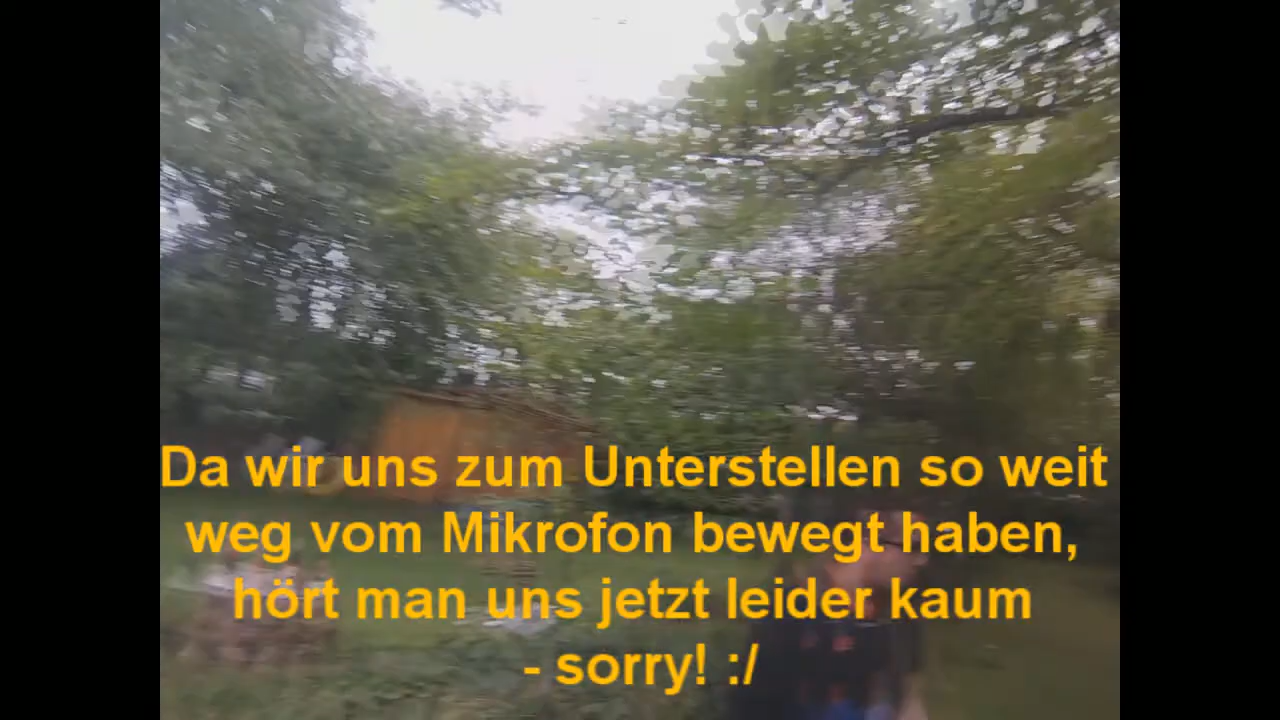 Da wir uns zum Unterstellen so weit
weg vom Mikrofon bewegt haben,
hört man uns jetzt leider kaum
- sorry! :/